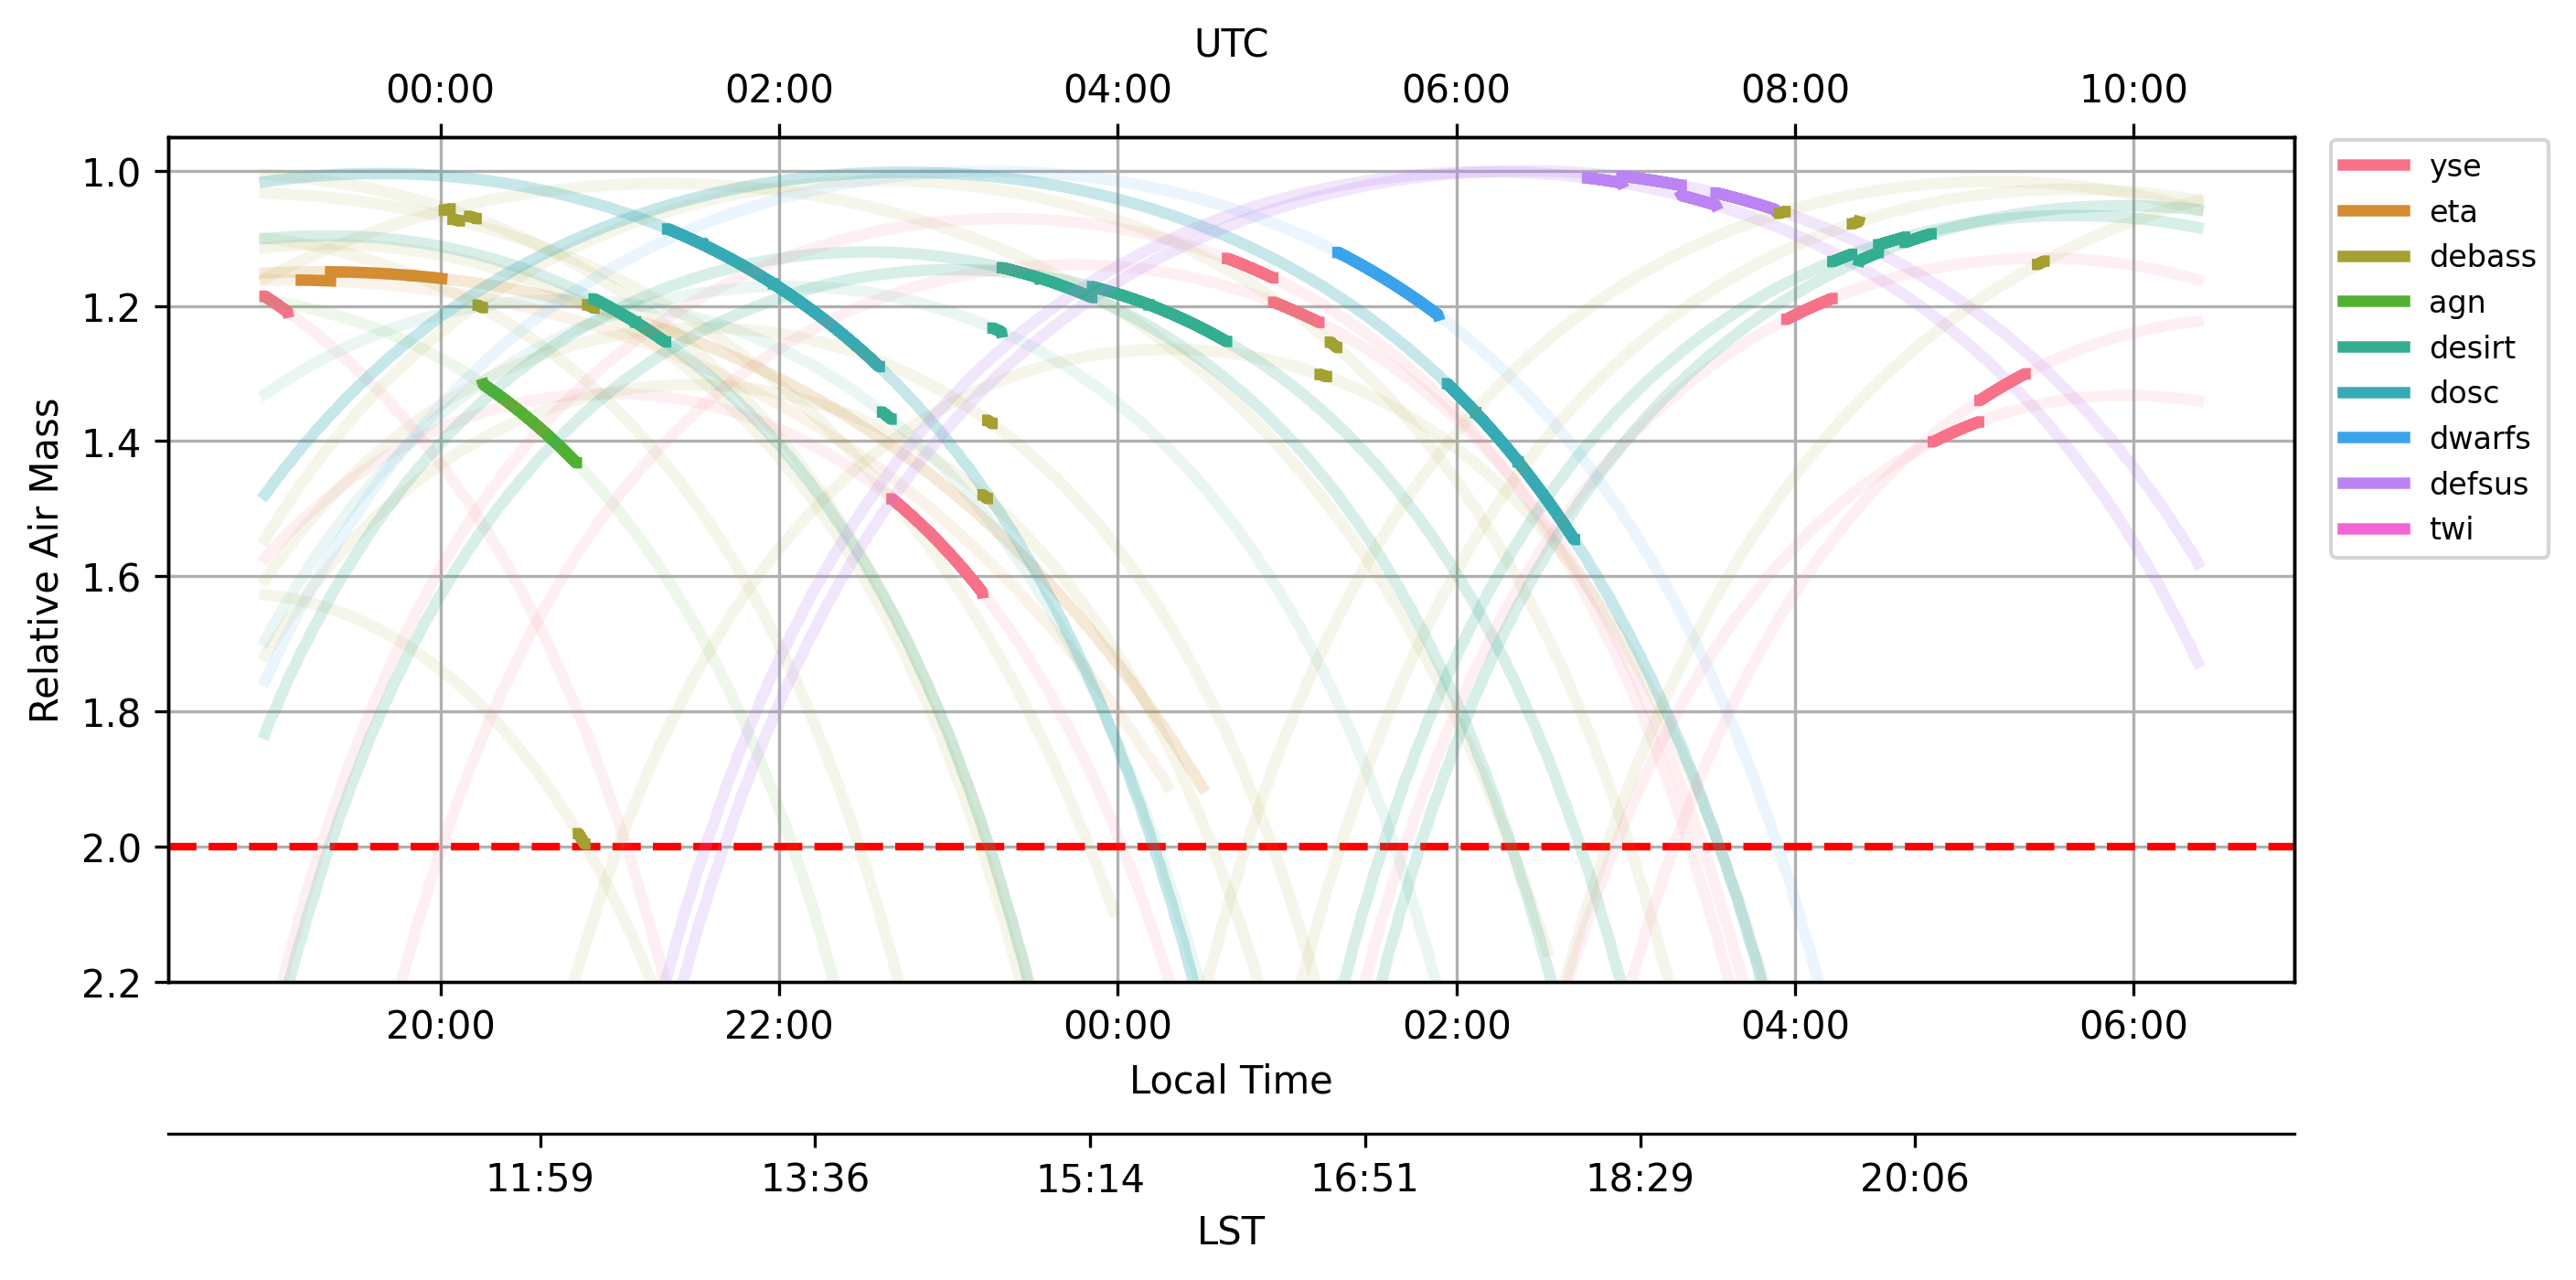 UTC
00:00 02:00 04:00 06:00 08:00 10:00
Relative Air Mass
1.0
1.2
1.4
1.6
1.8
2.0
2.2
20:00 22:00 00:00 02:00 04:00 06:00
Local Time
11:59 13:36 15:14 16:51 18:29 20:06
LST
yse
eta
debass
agn
desirt
dosc
dwarfs
defsus
twi